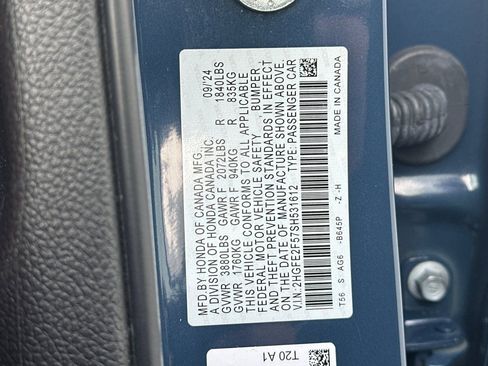 MFD. BY HONDA OF CANADA MFG. 09/24
A DIVISION OF HONDA CANADA INC.
GVWR 3880LBS GAWR F 2072LBS R 1840LBS
GVWR 1760KG GAWR F 940KG R 835KG
THIS VEHICLE CONFORMS TO ALL APPLICABLE
FEDERAL MOTOR VEHICLE SAFETY , BUMPER
AND THEFT PREVENTION STANDARDS IN EFFECT
ON THE DATE OF MANUFACTURE SHOWN ABOVE.
V.I.N:2HGFE2F57SH531612 TYPE:PASSENGER CAR
T56 S AG6 -B645P -Z -H MADE IN CANADA
T20 A1